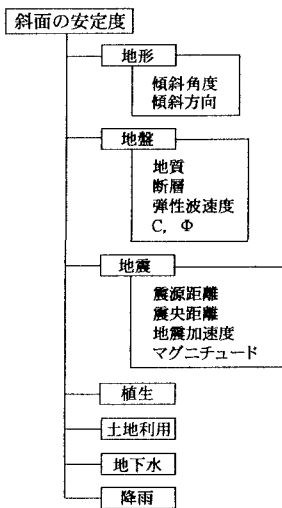 斜面の安定度
地形
傾斜角度
傾斜方向
地盤
地質
断層
弾性波速度
C, Φ
地震
震源距離
震央距離
地震加速度
マグニチュード
植生
土地利用
地下水
降雨